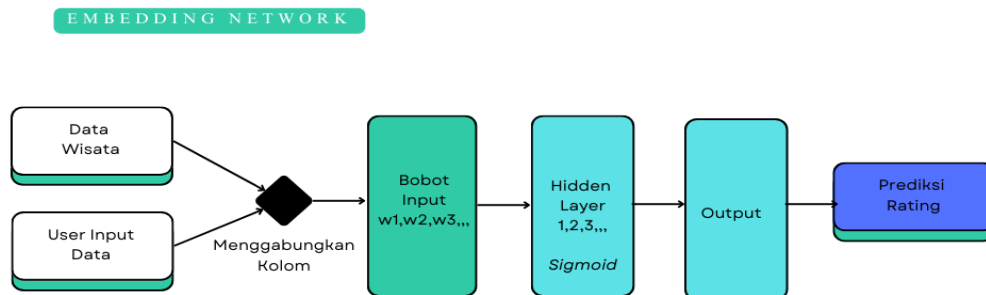 EMBEDDING NETWORK
Data
Wisata
User Input
Data
Menggabungkan
Kolom
Bobot
Input
w1,w2,w3,,,
Hidden
Layer
1,2,3,,,
Sigmoid
Output
Prediksi
Rating